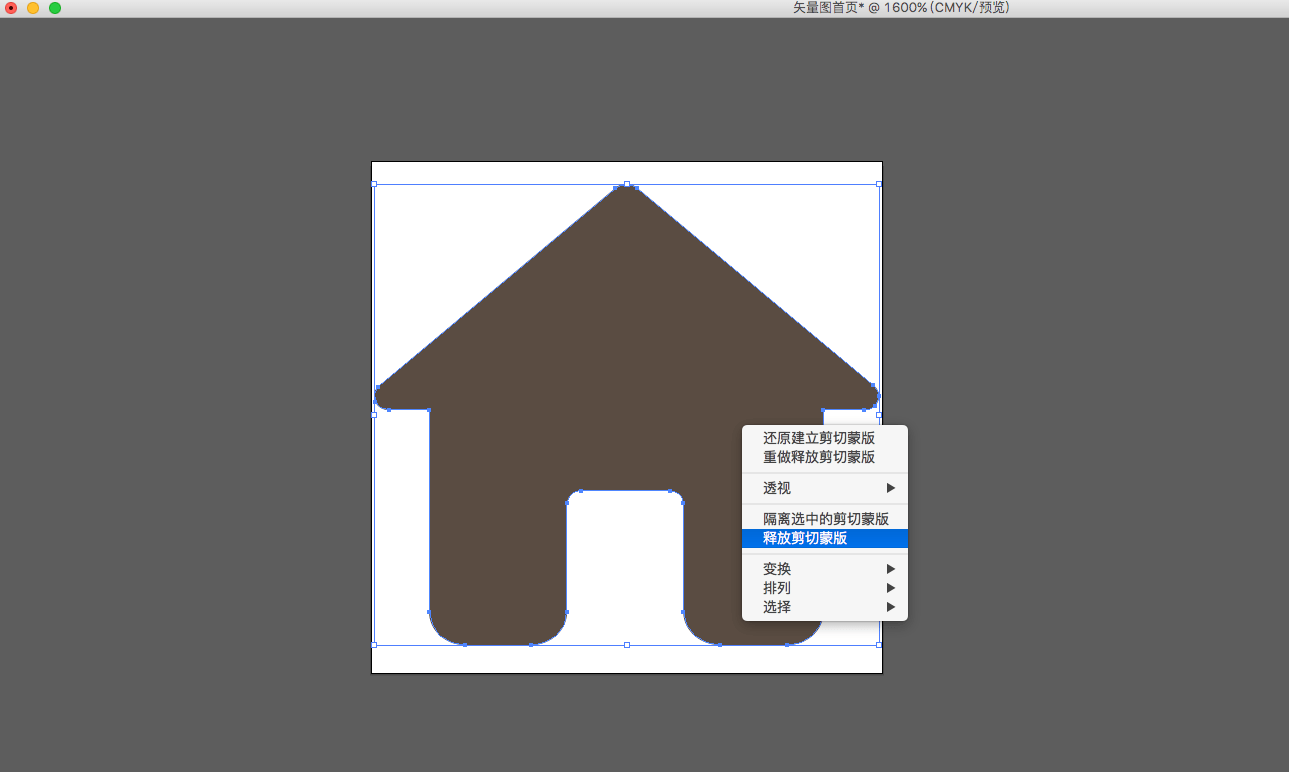 矢量图首页* @ 1600% (CMYK/预览)
还原建立剪切蒙版
重做释放剪切蒙版
透视
隔离选中的剪切蒙版
释放剪切蒙版
变换
排列
选择